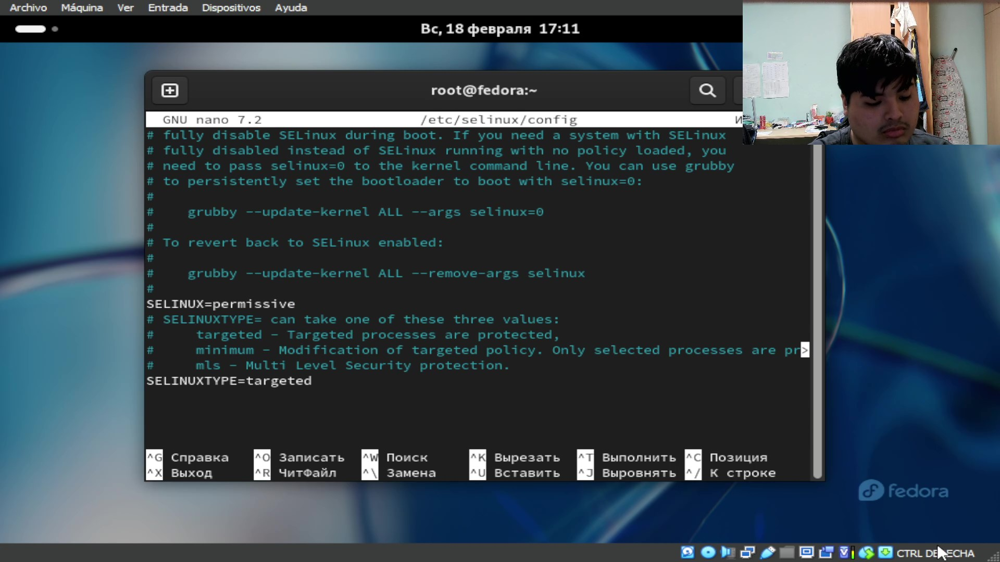 Archivo Máquina Ver Entrada Dispositivos Ayuda
Вс, 18 февраля 17:11
root@fedora:~
GNU nano 7.2 /etc/selinux/config И
# fully disable SELinux during boot. If you need a system with SELinux
# fully disabled instead of SELinux running with no policy loaded, you
# need to pass selinux=0 to the kernel command line. You can use grubby
# to persistently set the bootloader to boot with selinux=0:
#
#    grubby --update-kernel ALL --args selinux=0
#
# To revert back to SELinux enabled:
#
#    grubby --update-kernel ALL --remove-args selinux
#
SELINUX=permissive
# SELINUXTYPE= can take one of these three values:
#     targeted - Targeted processes are protected,
#     minimum - Modification of targeted policy. Only selected processes are pr>
#     mls - Multi Level Security protection.
SELINUXTYPE=targeted
^G Справка ^O Записать ^W Поиск ^K Вырезать ^T Выполнить ^C Позиция
^X Выход ^R ЧитФайл ^\ Замена ^U Вставить ^J Выровнять ^/ К строке
fedora
CTRL DERECHA